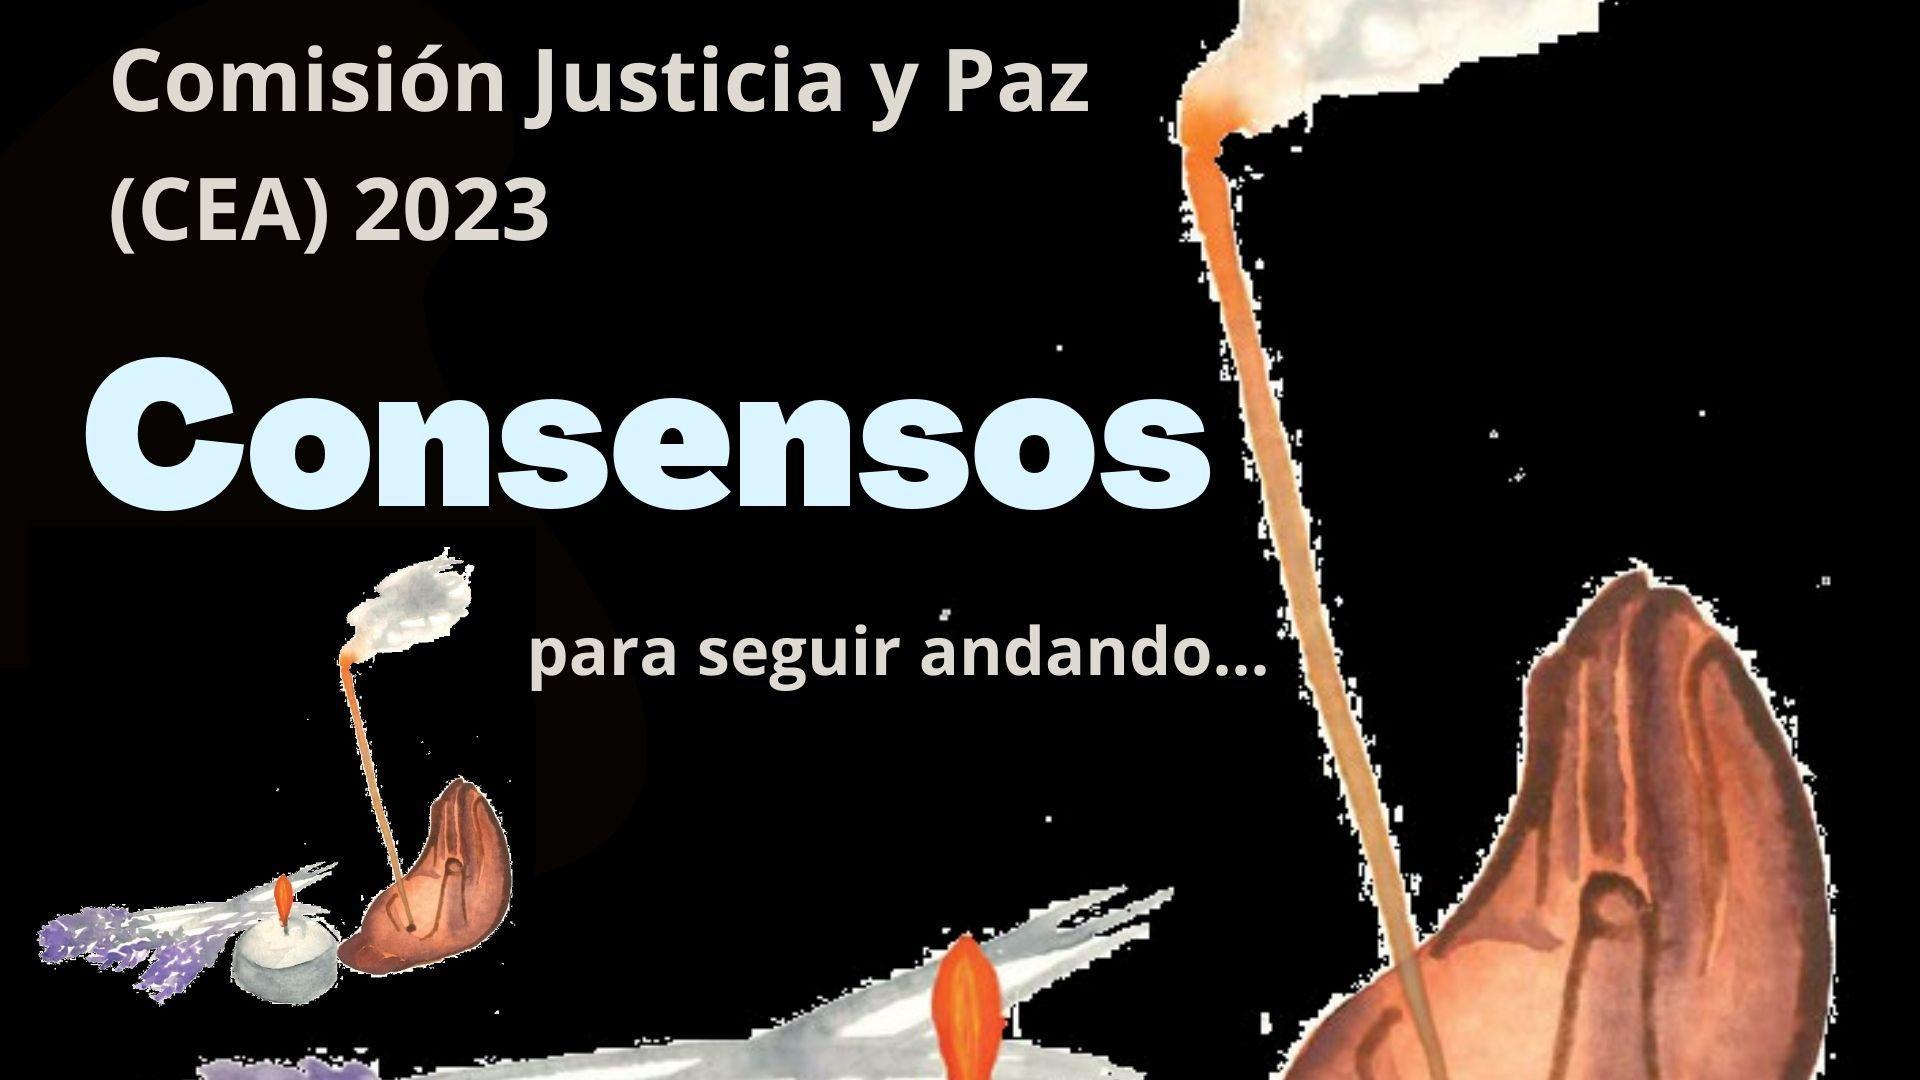 Comisión Justicia y Paz
(CEA) 2023
Consensos
para seguir andando...